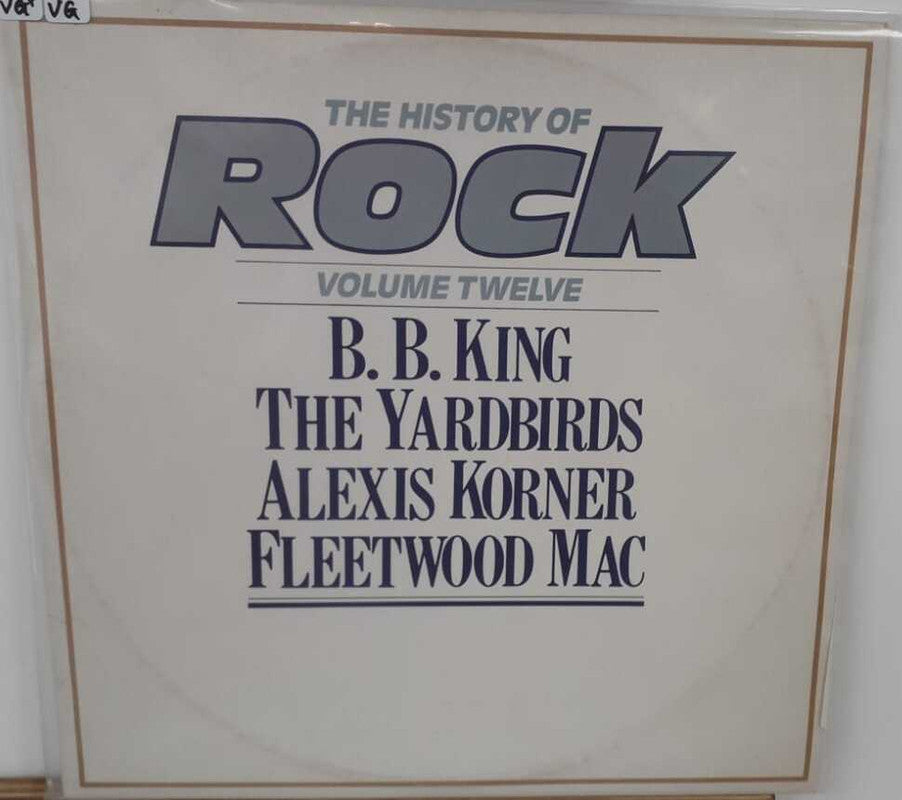 VG+ VG
THE HISTORY OF
ROCK
VOLUME TWELVE
B. B. KING
THE YARDBIRDS
ALEXIS KORNER
FLEETWOOD MAC